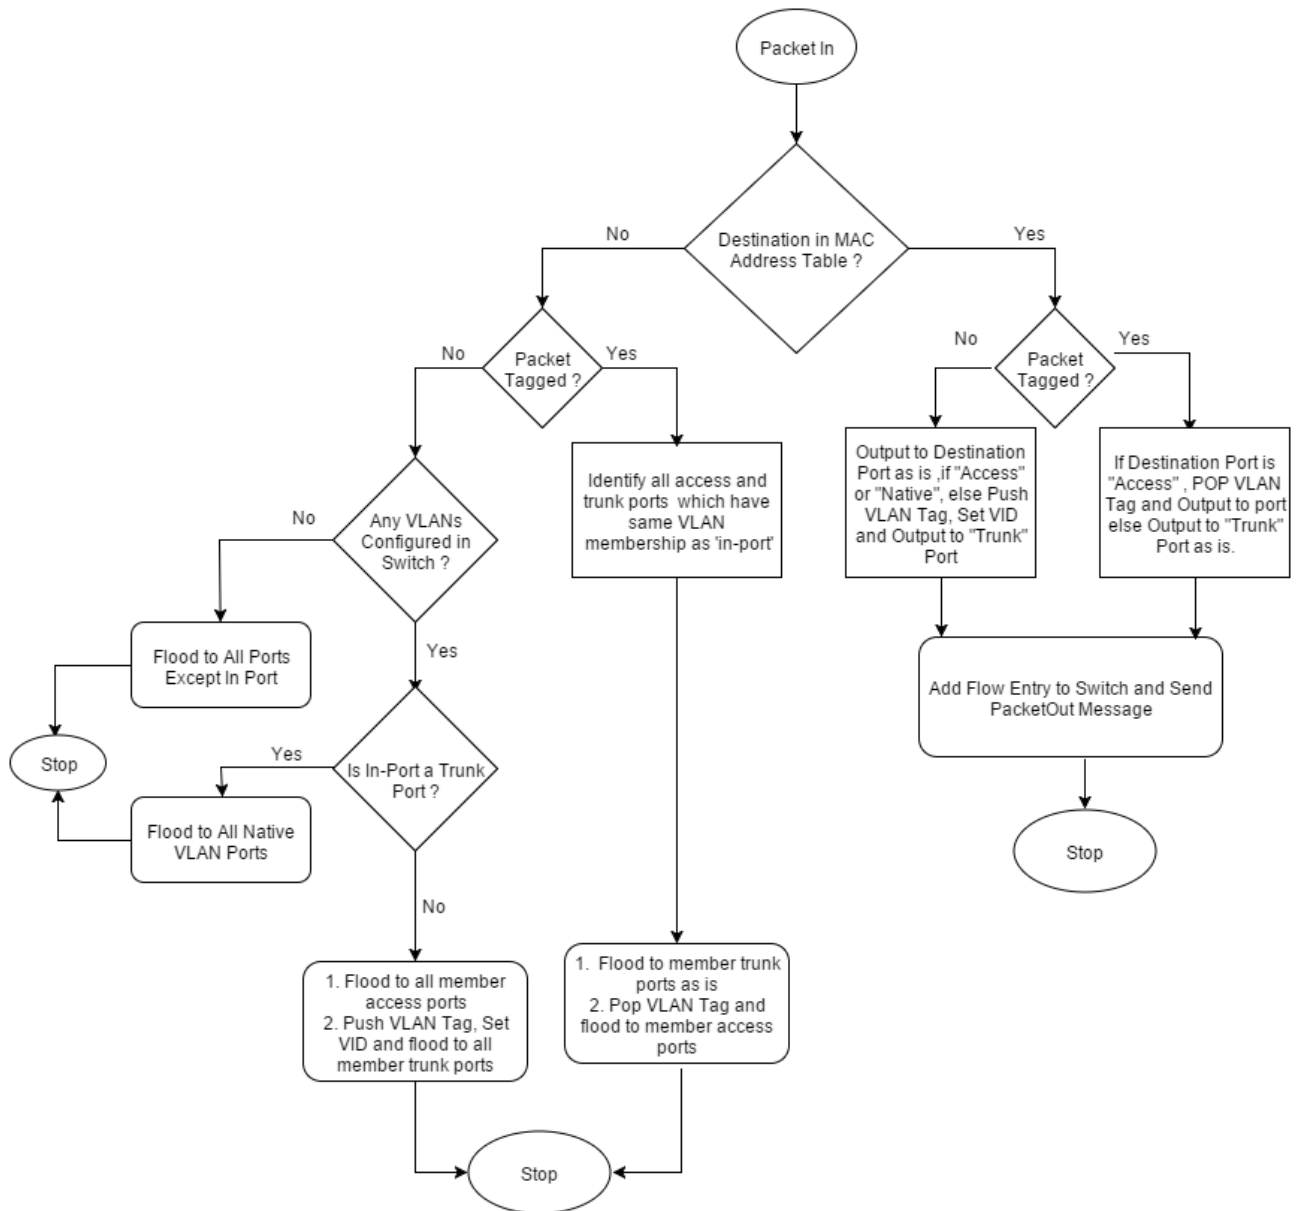 Packet In
Destination in MAC
Address Table ?
No
Yes
Packet
Tagged ?
No
Yes
Packet
Tagged ?
No
Yes
Output to Destination
Port as is ,if "Access"
or "Native", else Push
VLAN Tag, Set VID
and Output to "Trunk"
Port
If Destination Port is
"Access" , POP VLAN
Tag and Output to port
else Output to "Trunk"
Port as is.
Identify all access and
trunk ports which have
same VLAN
membership as 'in-port'
Any VLANs
Configured in
Switch ?
No
Yes
Flood to All Ports
Except In Port
Add Flow Entry to Switch and Send
PacketOut Message
Stop
Is In-Port a Trunk
Port ?
Yes
No
Flood to All Native
VLAN Ports
Stop
1. Flood to all member
access ports
2. Push VLAN Tag, Set
VID and flood to all
member trunk ports
1. Flood to member trunk
ports as is
2. Pop VLAN Tag and
flood to member access
ports
Stop